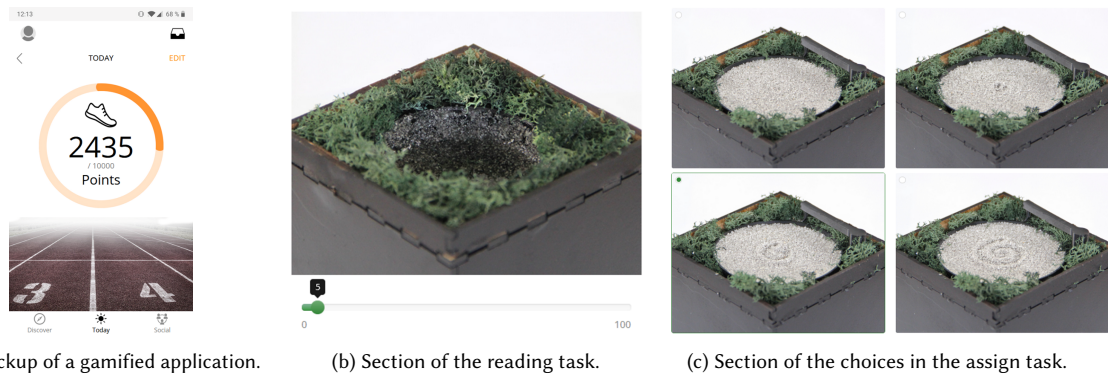 12:13
68 %
TODAY
EDIT
2435
/ 10000
Points
3 4
Discover
Today
Social
5
0
100
ckup of a gamified application.
(b) Section of the reading task.
(c) Section of the choices in the assign task.